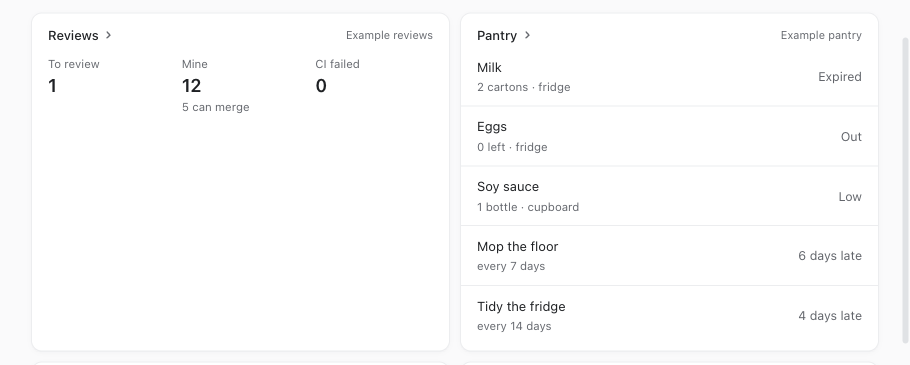 Reviews
Example reviews
To review
1
Mine
12
5 can merge
CI failed
0
Pantry
Example pantry
Milk
2 cartons · fridge
Expired
Eggs
0 left · fridge
Out
Soy sauce
1 bottle · cupboard
Low
Mop the floor
every 7 days
6 days late
Tidy the fridge
every 14 days
4 days late